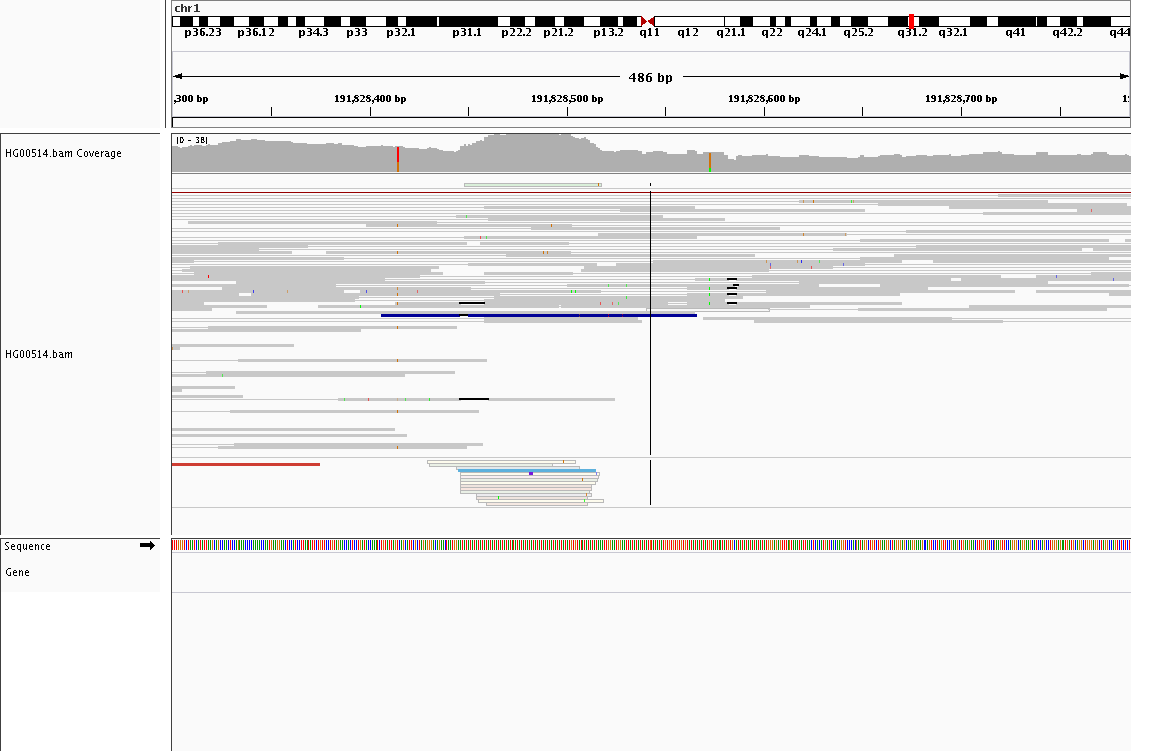 chr1
p36.23 p36.12 p34.3 p33 p32.1 p31.1 p22.2 p21.2 p13.2 q11 q12 q21.1 q22 q24.1 q25.2 q31.2 q32.1 q41 q42.2 q44
486 bp
,300 bp 191,828,400 bp 191,828,500 bp 191,828,600 bp 191,828,700 bp 19
HG00514.bam Coverage
[0 - 38]
HG00514.bam
Sequence
Gene